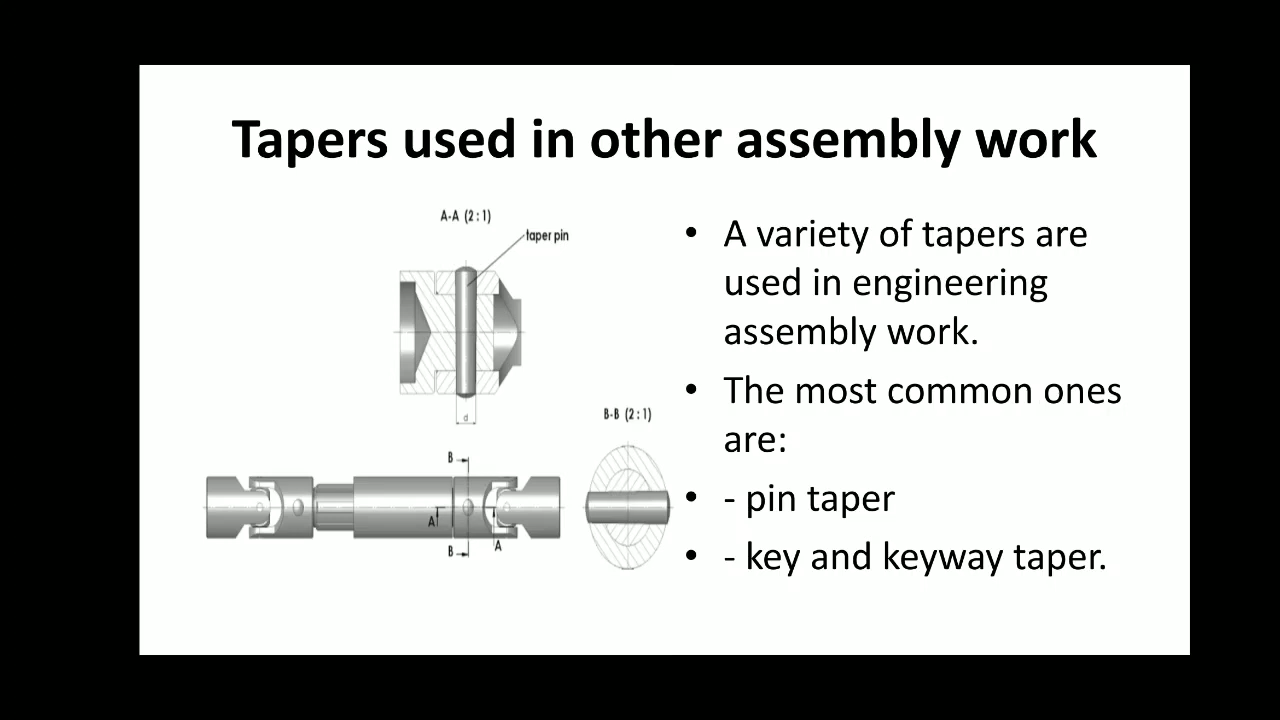 Tapers used in other assembly work
A-A (2 : 1)
taper pin
d
B-B (2 : 1)
B
A
B
A
• A variety of tapers are
used in engineering
assembly work.
• The most common ones
are:
• - pin taper
• - key and keyway taper.